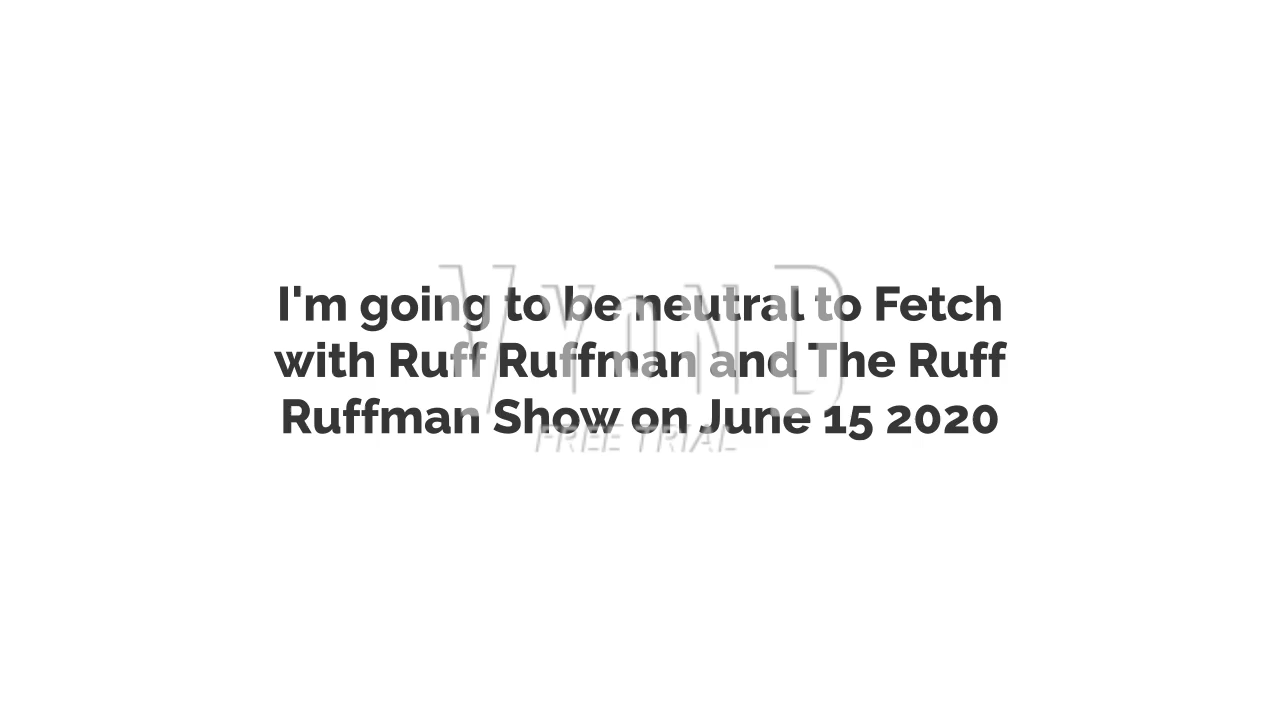 I'm going to be neutral to Fetch
with Ruff Ruffman and The Ruff
Ruffman Show on June 15 2020
VYOND
FREE TRIAL